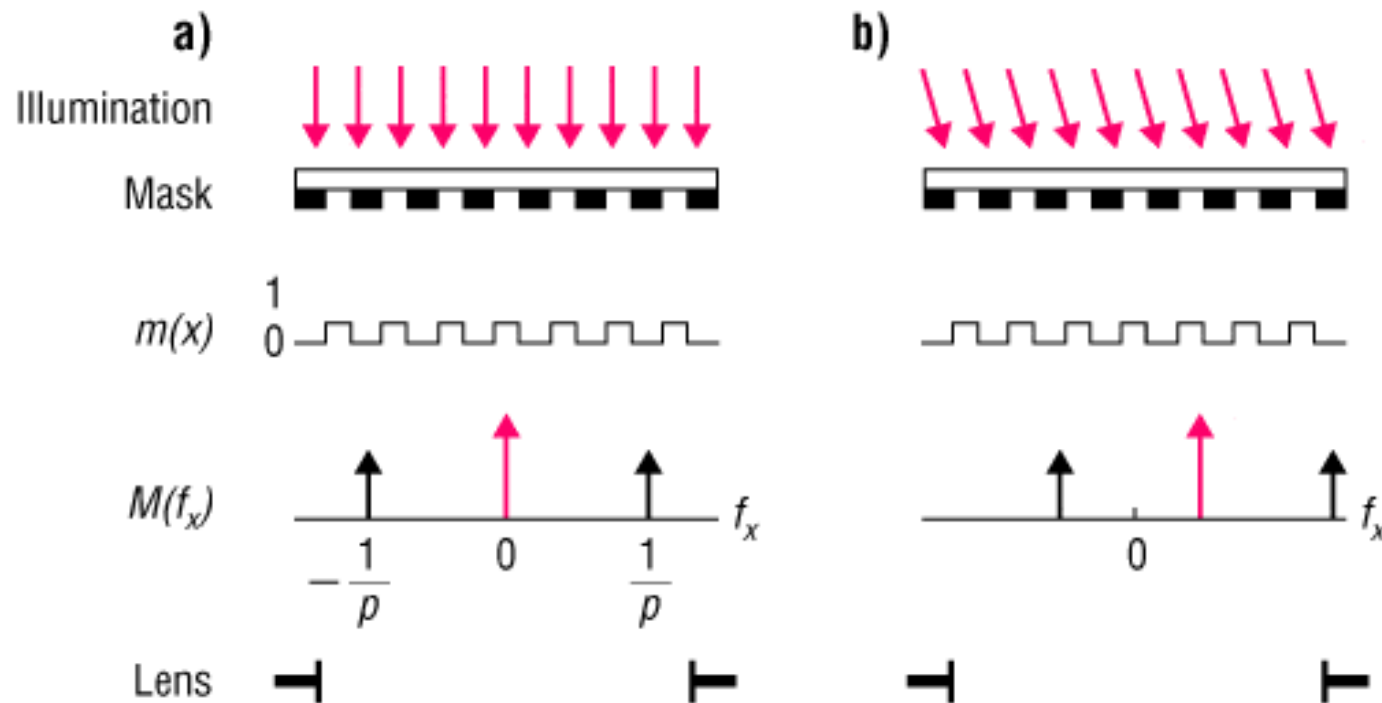 a) b)
Illumination
Mask
1
m(x) 0
M(f_x) f_x f_x
− 1/p 0 1/p 0
Lens